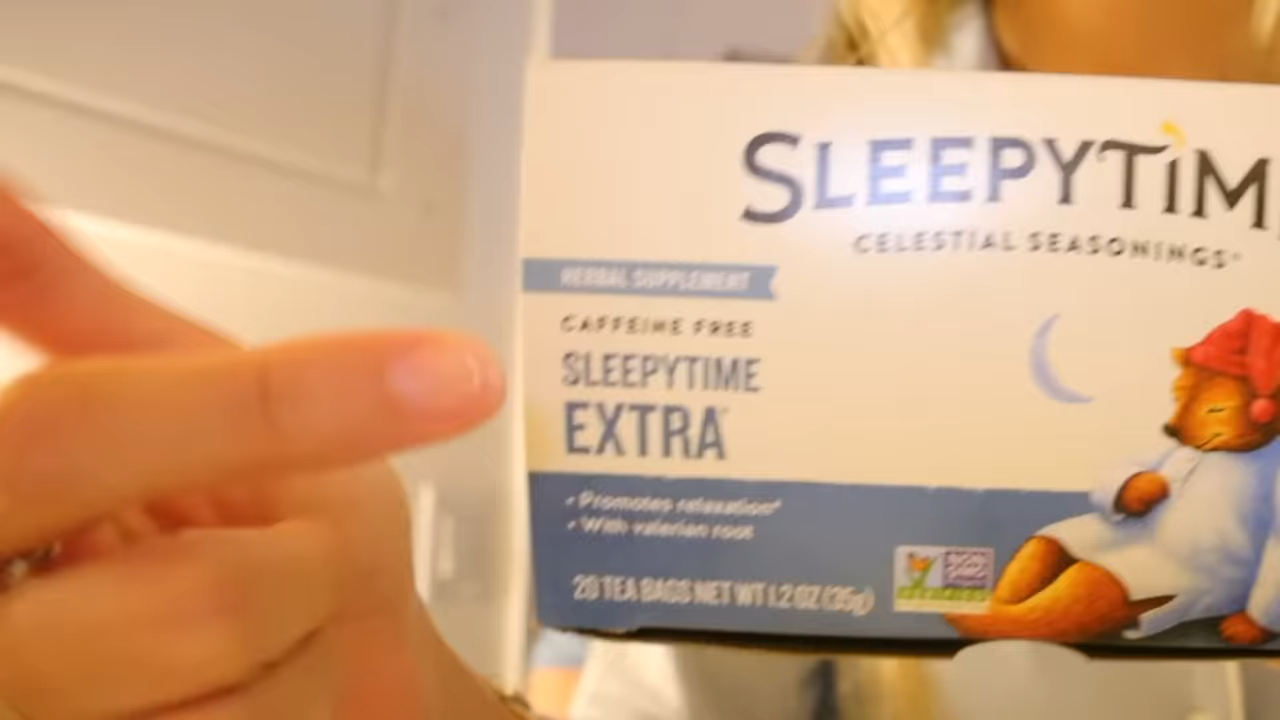 SLEEPYTIM
CELESTIAL SEASONINGS®
HERBAL SUPPLEMENT
CAFFEINE FREE
SLEEPYTIME
EXTRA
• Promotes relaxation*
• With valerian root
20 TEA BAGS NET WT 1.2 OZ (35g)